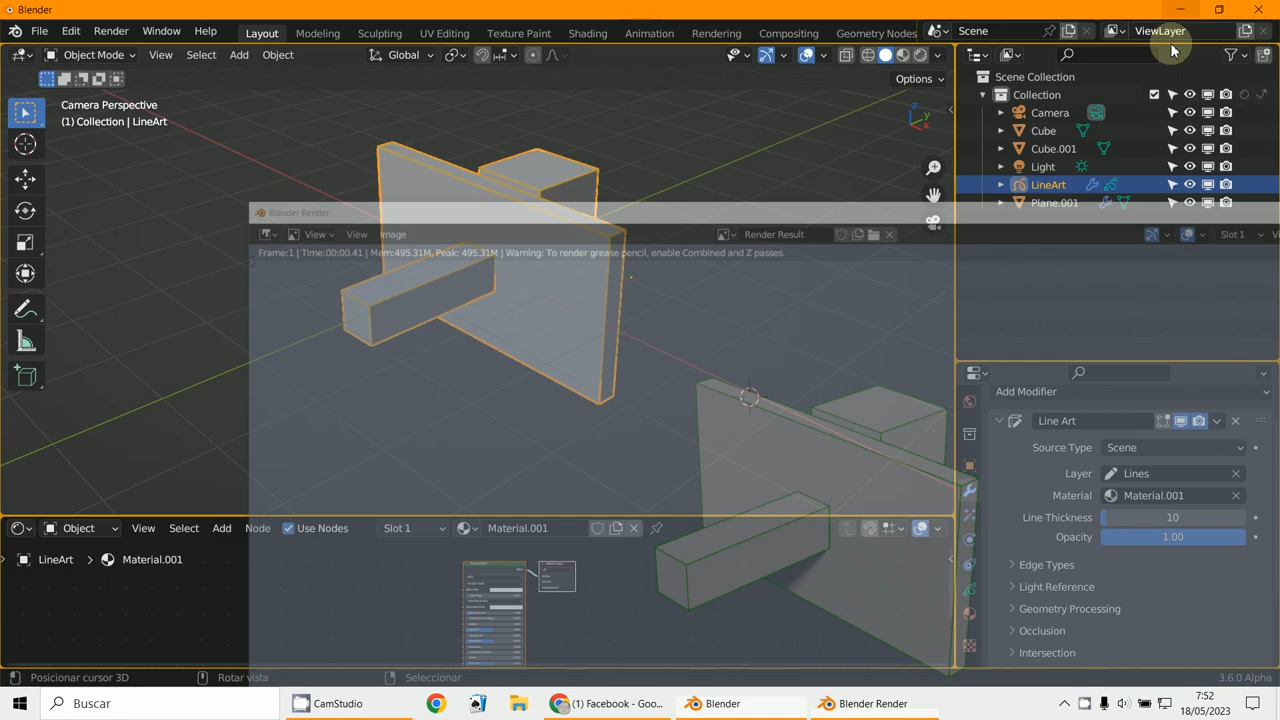 Blender
File Edit Render Window Help Layout Modeling Sculpting UV Editing Texture Paint Shading Animation Rendering Compositing Geometry Nodes Scene ViewLayer
Object Mode View Select Add Object Global
Options
Camera Perspective
(1) Collection | LineArt
Z
Y
X
Scene Collection
Collection
Camera
Cube
Cube.001
Light
LineArt
Plane.001
Blender Render
View View Image Render Result Slot 1
Frame:1 | Time:00:00.41 | Mem:495.31M, Peak: 495.31M | Warning: To render grease pencil, enable Combined and Z passes.
Add Modifier
Line Art
Source Type Scene
Layer Lines
Material Material.001
Line Thickness 10
Opacity 1.00
Edge Types
Light Reference
Geometry Processing
Occlusion
Intersection
Object View Select Add Node Use Nodes Slot 1 Material.001
LineArt Material.001
Posicionar cursor 3D Rotar vista Seleccionar 3.6.0 Alpha
Buscar CamStudio (1) Facebook - Goo... Blender Blender Render
7:52
18/05/2023